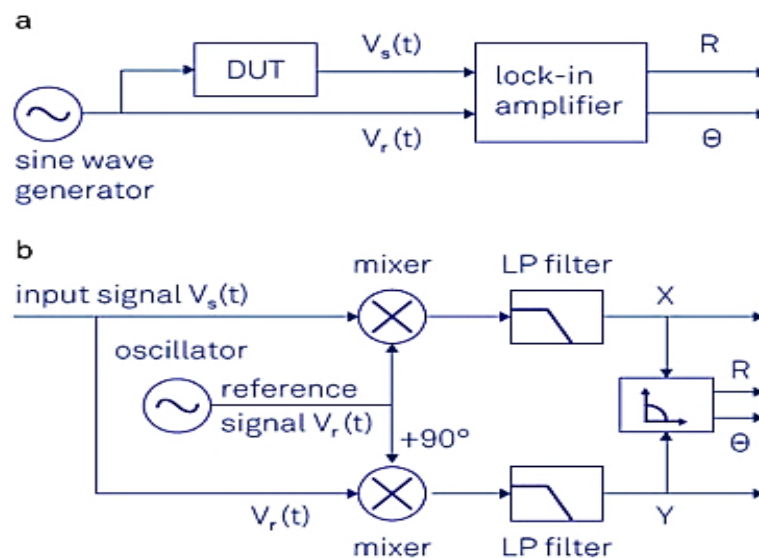 a
DUT
V_s(t)
lock-in
amplifier
R
sine wave
generator
V_r(t)
Θ
b
input signal V_s(t)
mixer
LP filter
X
oscillator
reference
signal V_r(t)
+90°
R
Θ
V_r(t)
mixer
LP filter
Y